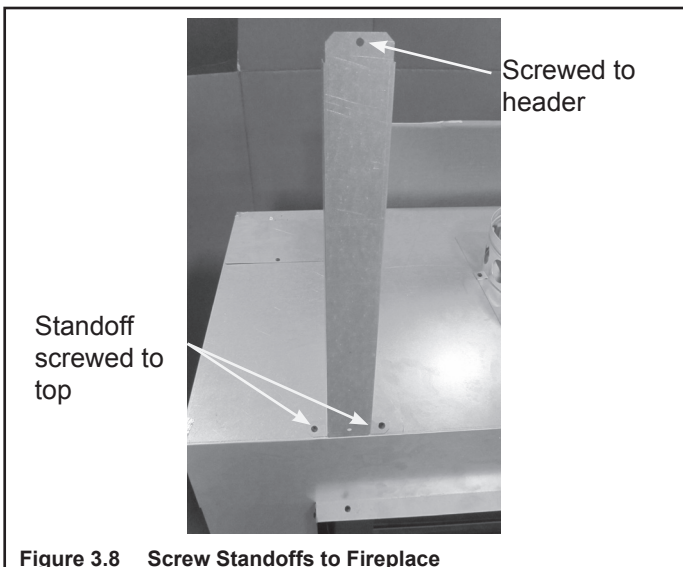 Screwed to
header
Standoff
screwed to
top
Figure 3.8 Screw Standoffs to Fireplace